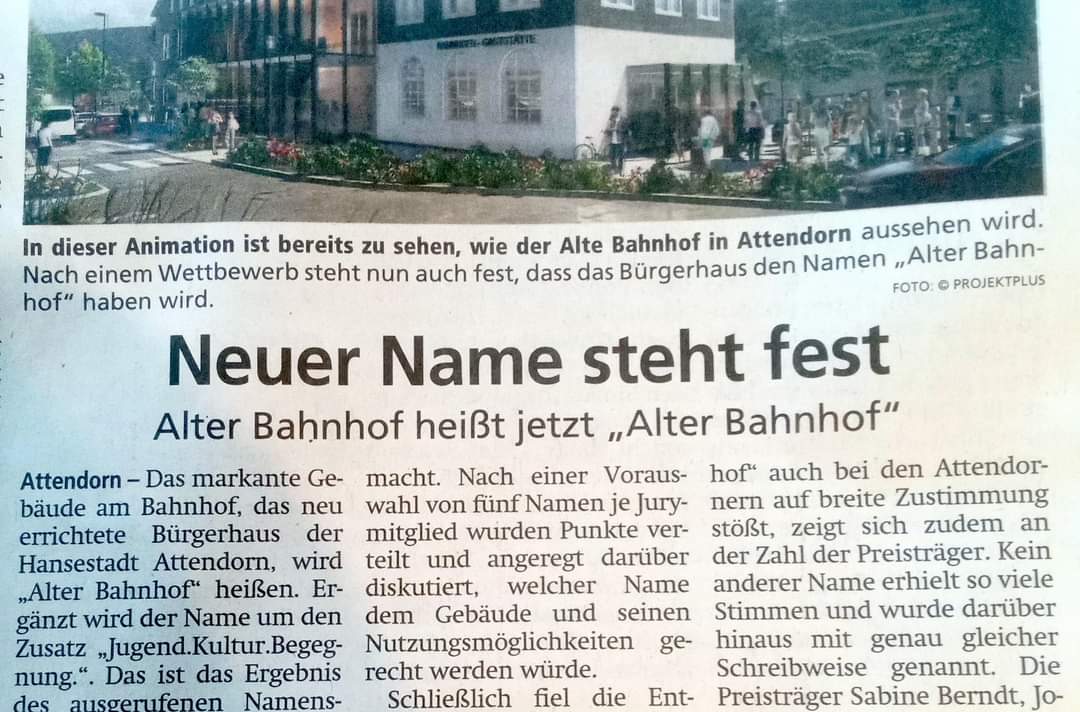 In dieser Animation ist bereits zu sehen, wie der Alte Bahnhof in Attendorn aussehen wird.
Nach einem Wettbewerb steht nun auch fest, dass das Bürgerhaus den Namen „Alter Bahn-
hof“ haben wird.
FOTO: © PROJEKTPLUS
Neuer Name steht fest
Alter Bahnhof heißt jetzt „Alter Bahnhof“
Attendorn – Das markante Ge-
bäude am Bahnhof, das neu
errichtete Bürgerhaus der
Hansestadt Attendorn, wird
„Alter Bahnhof“ heißen. Er-
gänzt wird der Name um den
Zusatz „Jugend.Kultur.Begeg-
nung.“. Das ist das Ergebnis
des ausgerufenen Namens-
macht. Nach einer Voraus-
wahl von fünf Namen je Jury-
mitglied wurden Punkte ver-
teilt und angeregt darüber
diskutiert, welcher Name
dem Gebäude und seinen
Nutzungsmöglichkeiten ge-
recht werden würde.
Schließlich fiel die Ent-
hof“ auch bei den Attendor-
nern auf breite Zustimmung
stößt, zeigt sich zudem an
der Zahl der Preisträger. Kein
anderer Name erhielt so viele
Stimmen und wurde darüber
hinaus mit genau gleicher
Schreibweise genannt. Die
Preisträger Sabine Berndt, Jo-